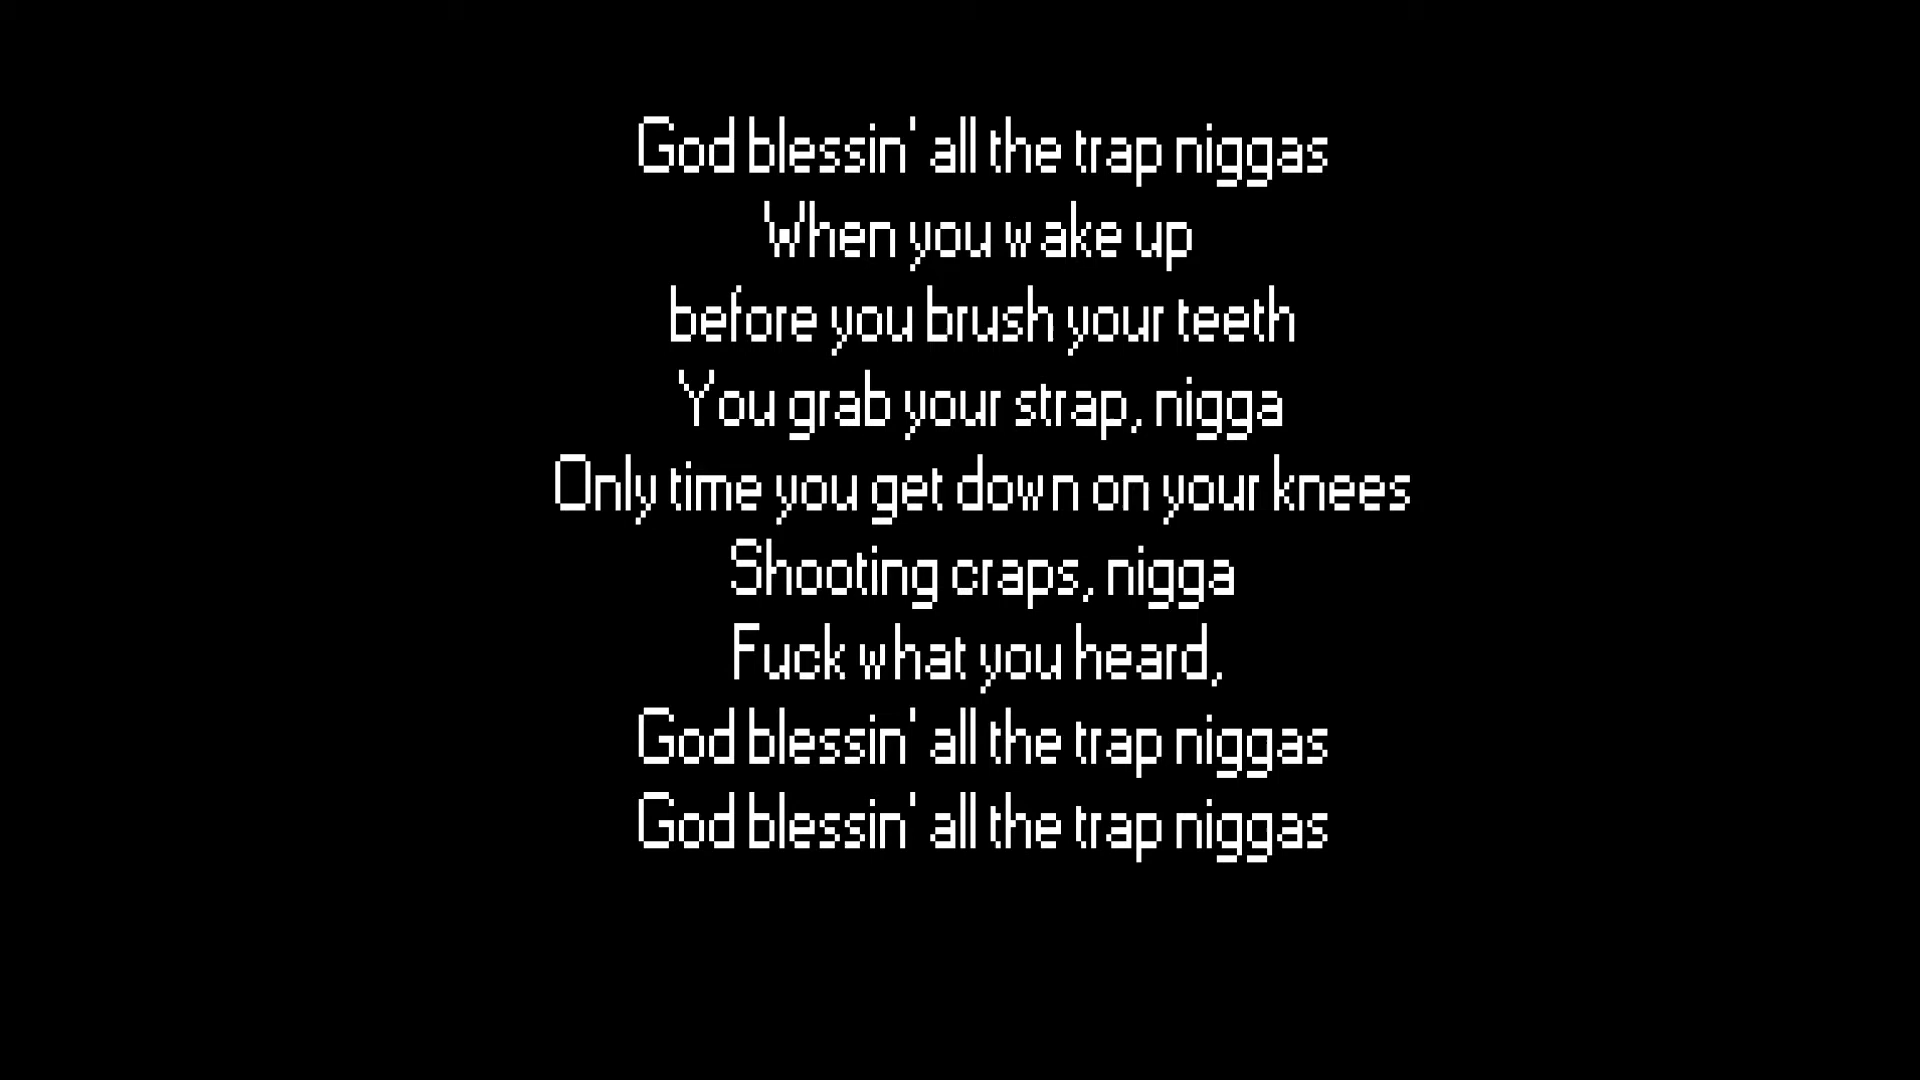 God blessin' all the trap niggas
When you wake up
before you brush your teeth
You grab your strap, nigga
Only time you get down on your knees
Shooting craps, nigga
Fuck what you heard,
God blessin' all the trap niggas
God blessin' all the trap niggas